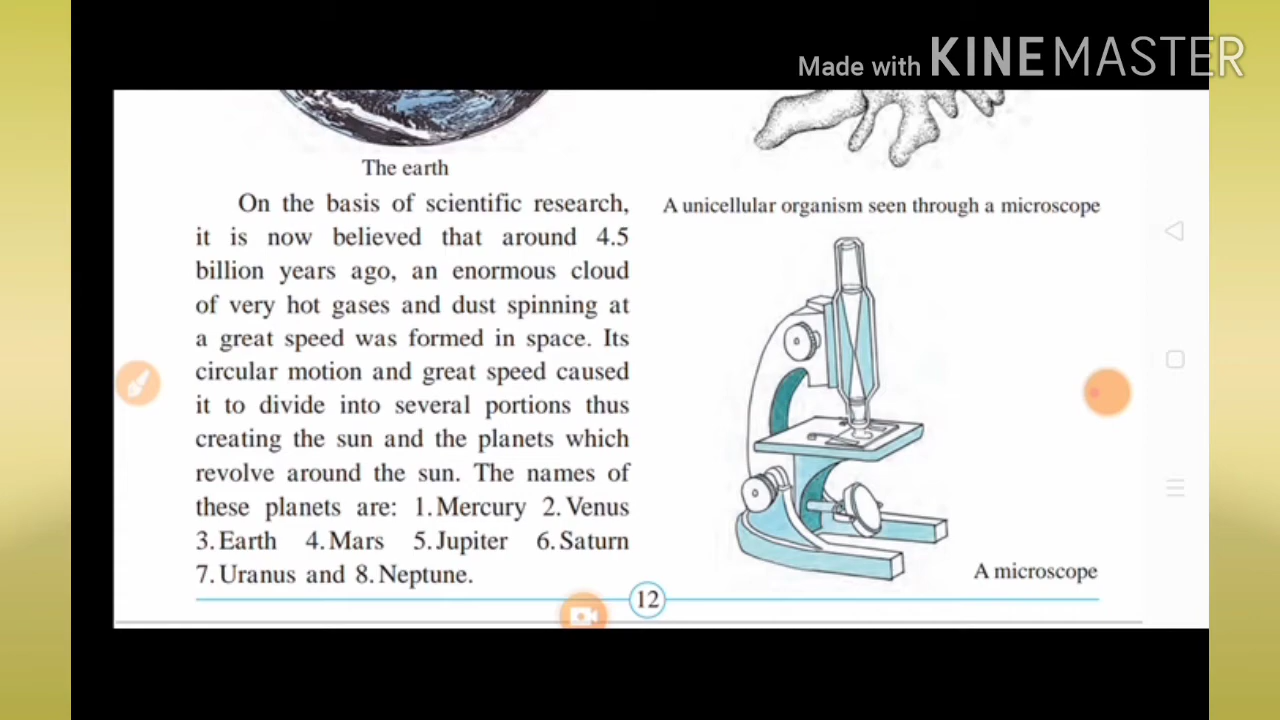 Made with KINEMASTER
The earth
On the basis of scientific research,
it is now believed that around 4.5
billion years ago, an enormous cloud
of very hot gases and dust spinning at
a great speed was formed in space. Its
circular motion and great speed caused
it to divide into several portions thus
creating the sun and the planets which
revolve around the sun. The names of
these planets are: 1. Mercury 2. Venus
3. Earth 4. Mars 5. Jupiter 6. Saturn
7. Uranus and 8. Neptune.
A unicellular organism seen through a microscope
A microscope
12